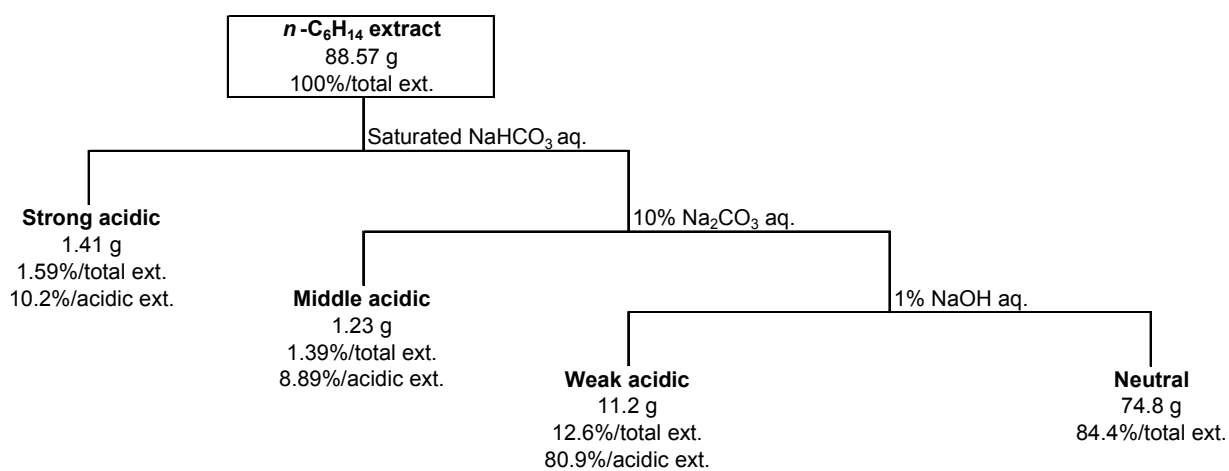 n-C₆H₁₄ extract
88.57 g
100%/total ext.
Saturated NaHCO₃ aq.
Strong acidic
1.41 g
1.59%/total ext.
10.2%/acidic ext.
10% Na₂CO₃ aq.
Middle acidic
1.23 g
1.39%/total ext.
8.89%/acidic ext.
1% NaOH aq.
Weak acidic
11.2 g
12.6%/total ext.
80.9%/acidic ext.
Neutral
74.8 g
84.4%/total ext.